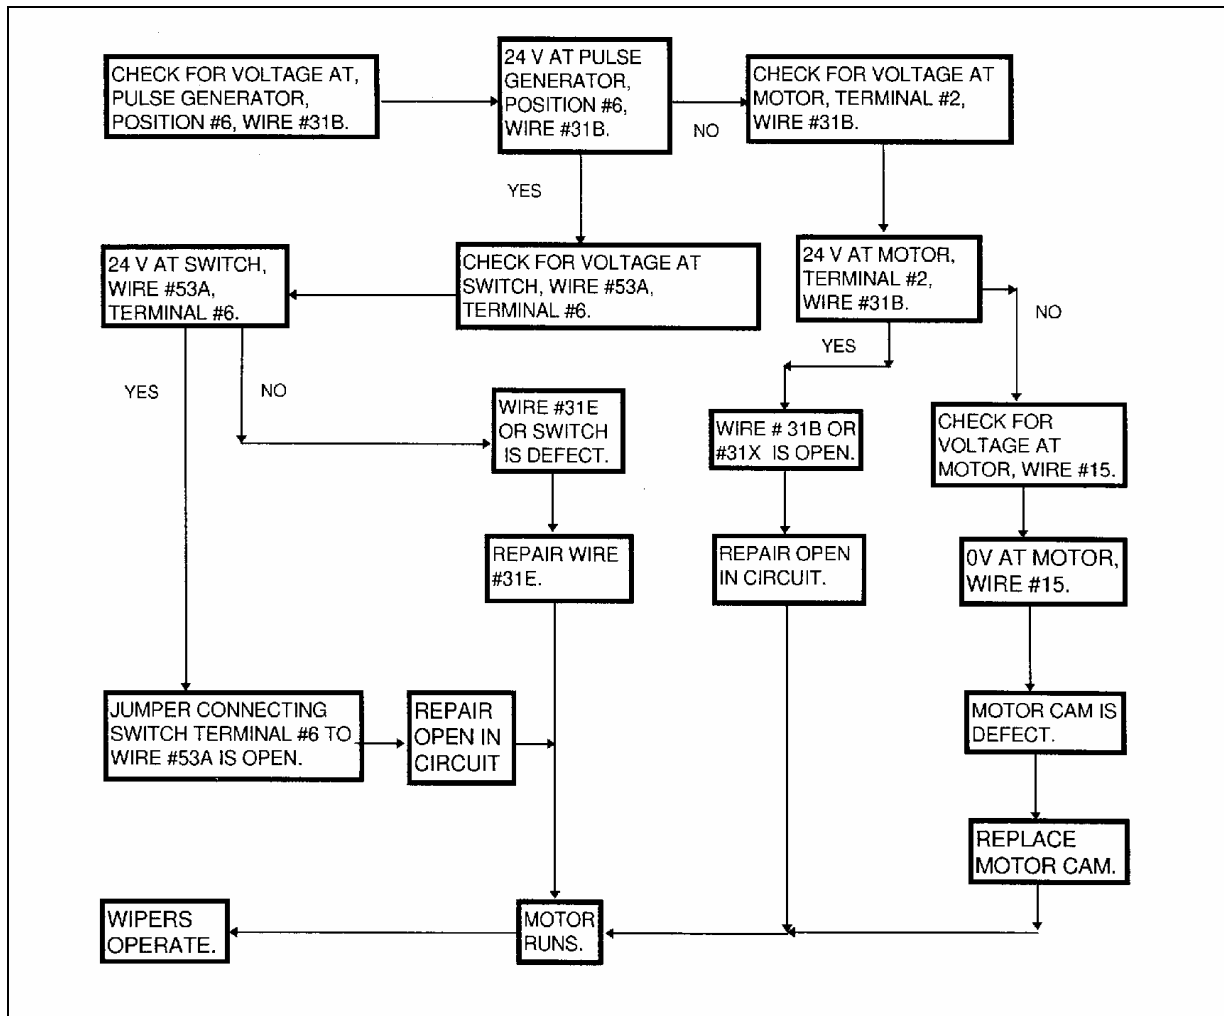 CHECK FOR VOLTAGE AT,
PULSE GENERATOR,
POSITION #6, WIRE #31B.
24 V AT PULSE
GENERATOR,
POSITION #6,
WIRE #31B.
NO
CHECK FOR VOLTAGE AT
MOTOR, TERMINAL #2,
WIRE #31B.
YES
24 V AT SWITCH,
WIRE #53A,
TERMINAL #6.
CHECK FOR VOLTAGE AT
SWITCH, WIRE #53A,
TERMINAL #6.
24 V AT MOTOR,
TERMINAL #2,
WIRE #31B.
NO
YES
YES
NO
WIRE #31E
OR SWITCH
IS DEFECT.
WIRE # 31B OR
#31X IS OPEN.
CHECK FOR
VOLTAGE AT
MOTOR, WIRE #15.
REPAIR WIRE
#31E.
REPAIR OPEN
IN CIRCUIT.
0V AT MOTOR,
WIRE #15.
JUMPER CONNECTING
SWITCH TERMINAL #6 TO
WIRE #53A IS OPEN.
REPAIR
OPEN IN
CIRCUIT
MOTOR CAM IS
DEFECT.
REPLACE
MOTOR CAM.
WIPERS
OPERATE.
MOTOR
RUNS.